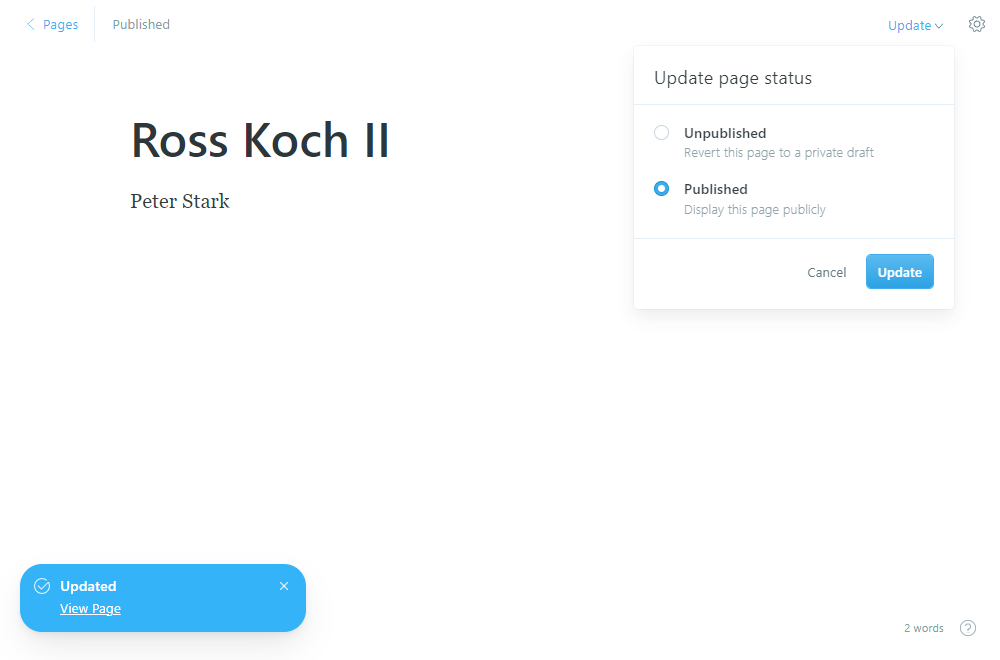 Pages
Published
Update
Update page status
Unpublished
Revert this page to a private draft
Published
Display this page publicly
Cancel
Update
Ross Koch II
Peter Stark
Updated
View Page
2 words
?